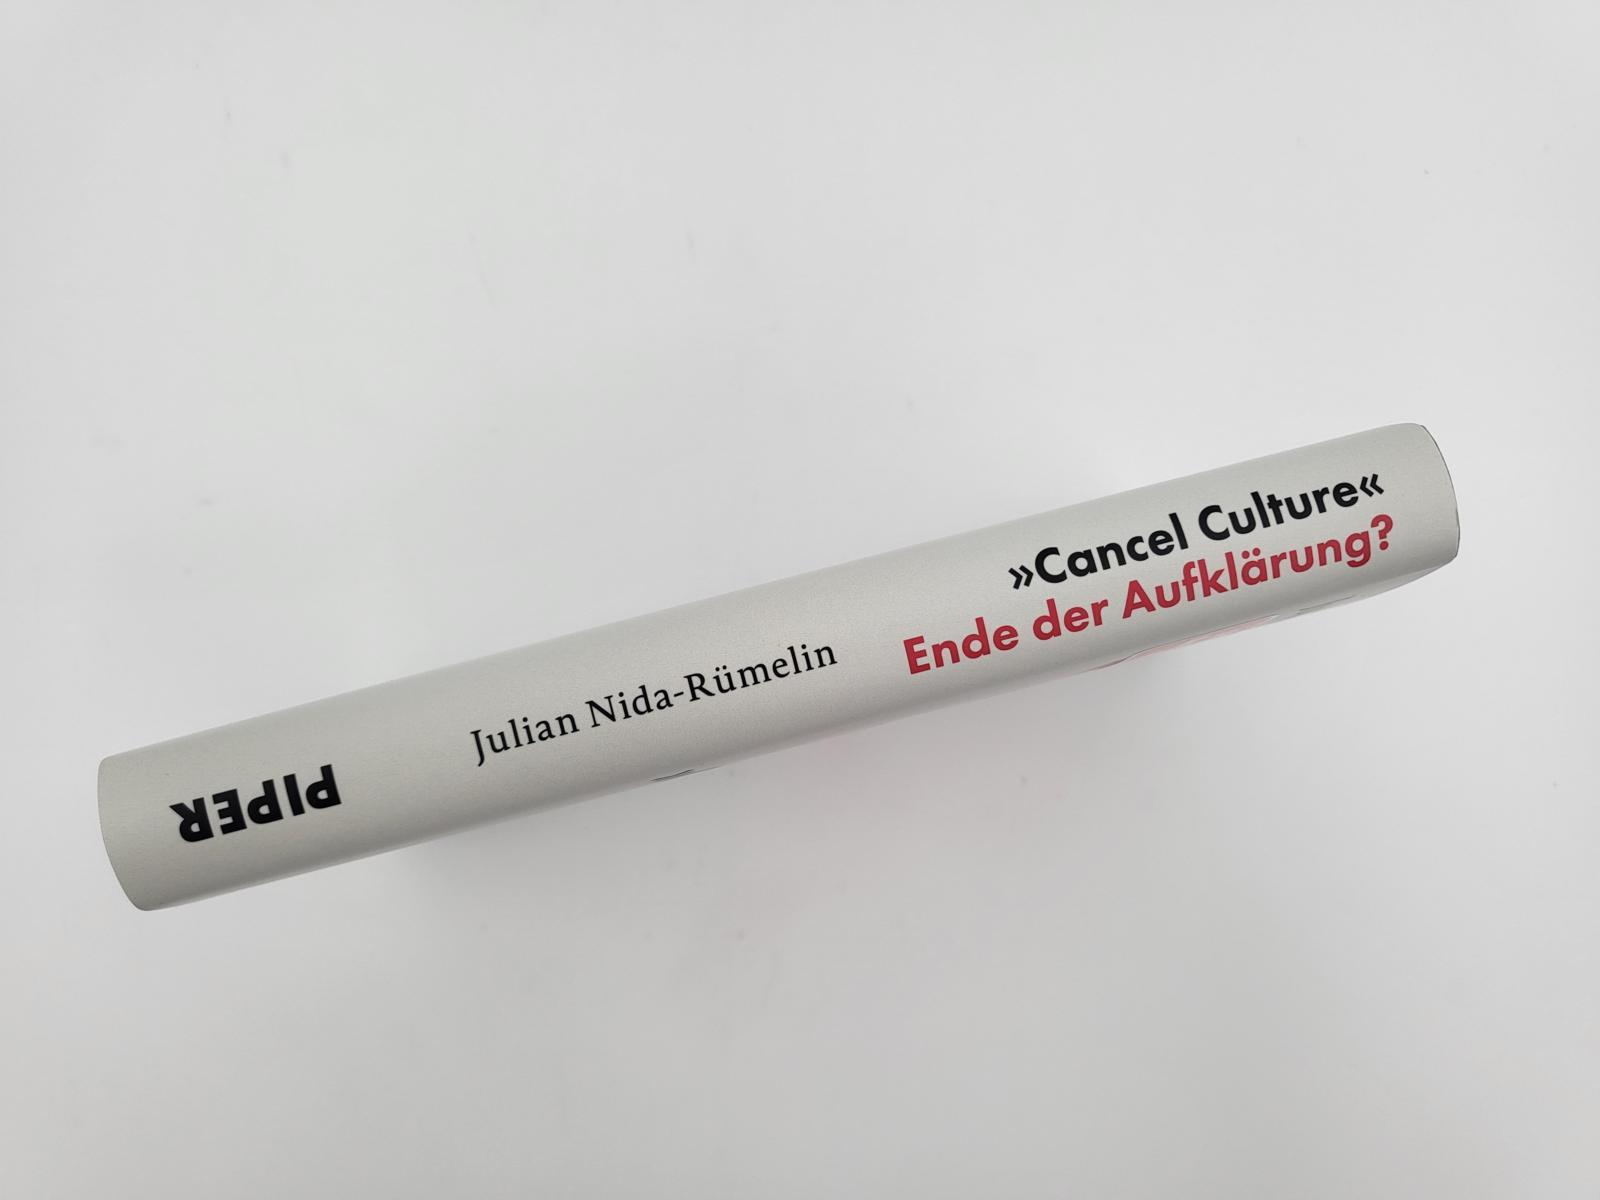 »Cancel Culture«
Ende der Aufklärung?
Julian Nida-Rümelin
PIPER